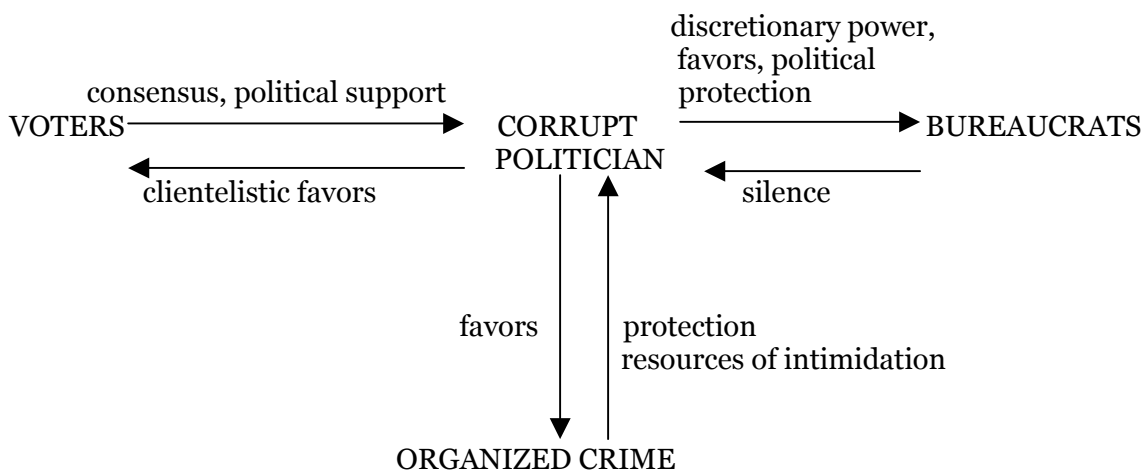 discretionary power,
favors, political
protection
consensus, political support
VOTERS
CORRUPT
POLITICIAN
BUREAUCRATS
clientelistic favors
silence
favors
protection
resources of intimidation
ORGANIZED CRIME